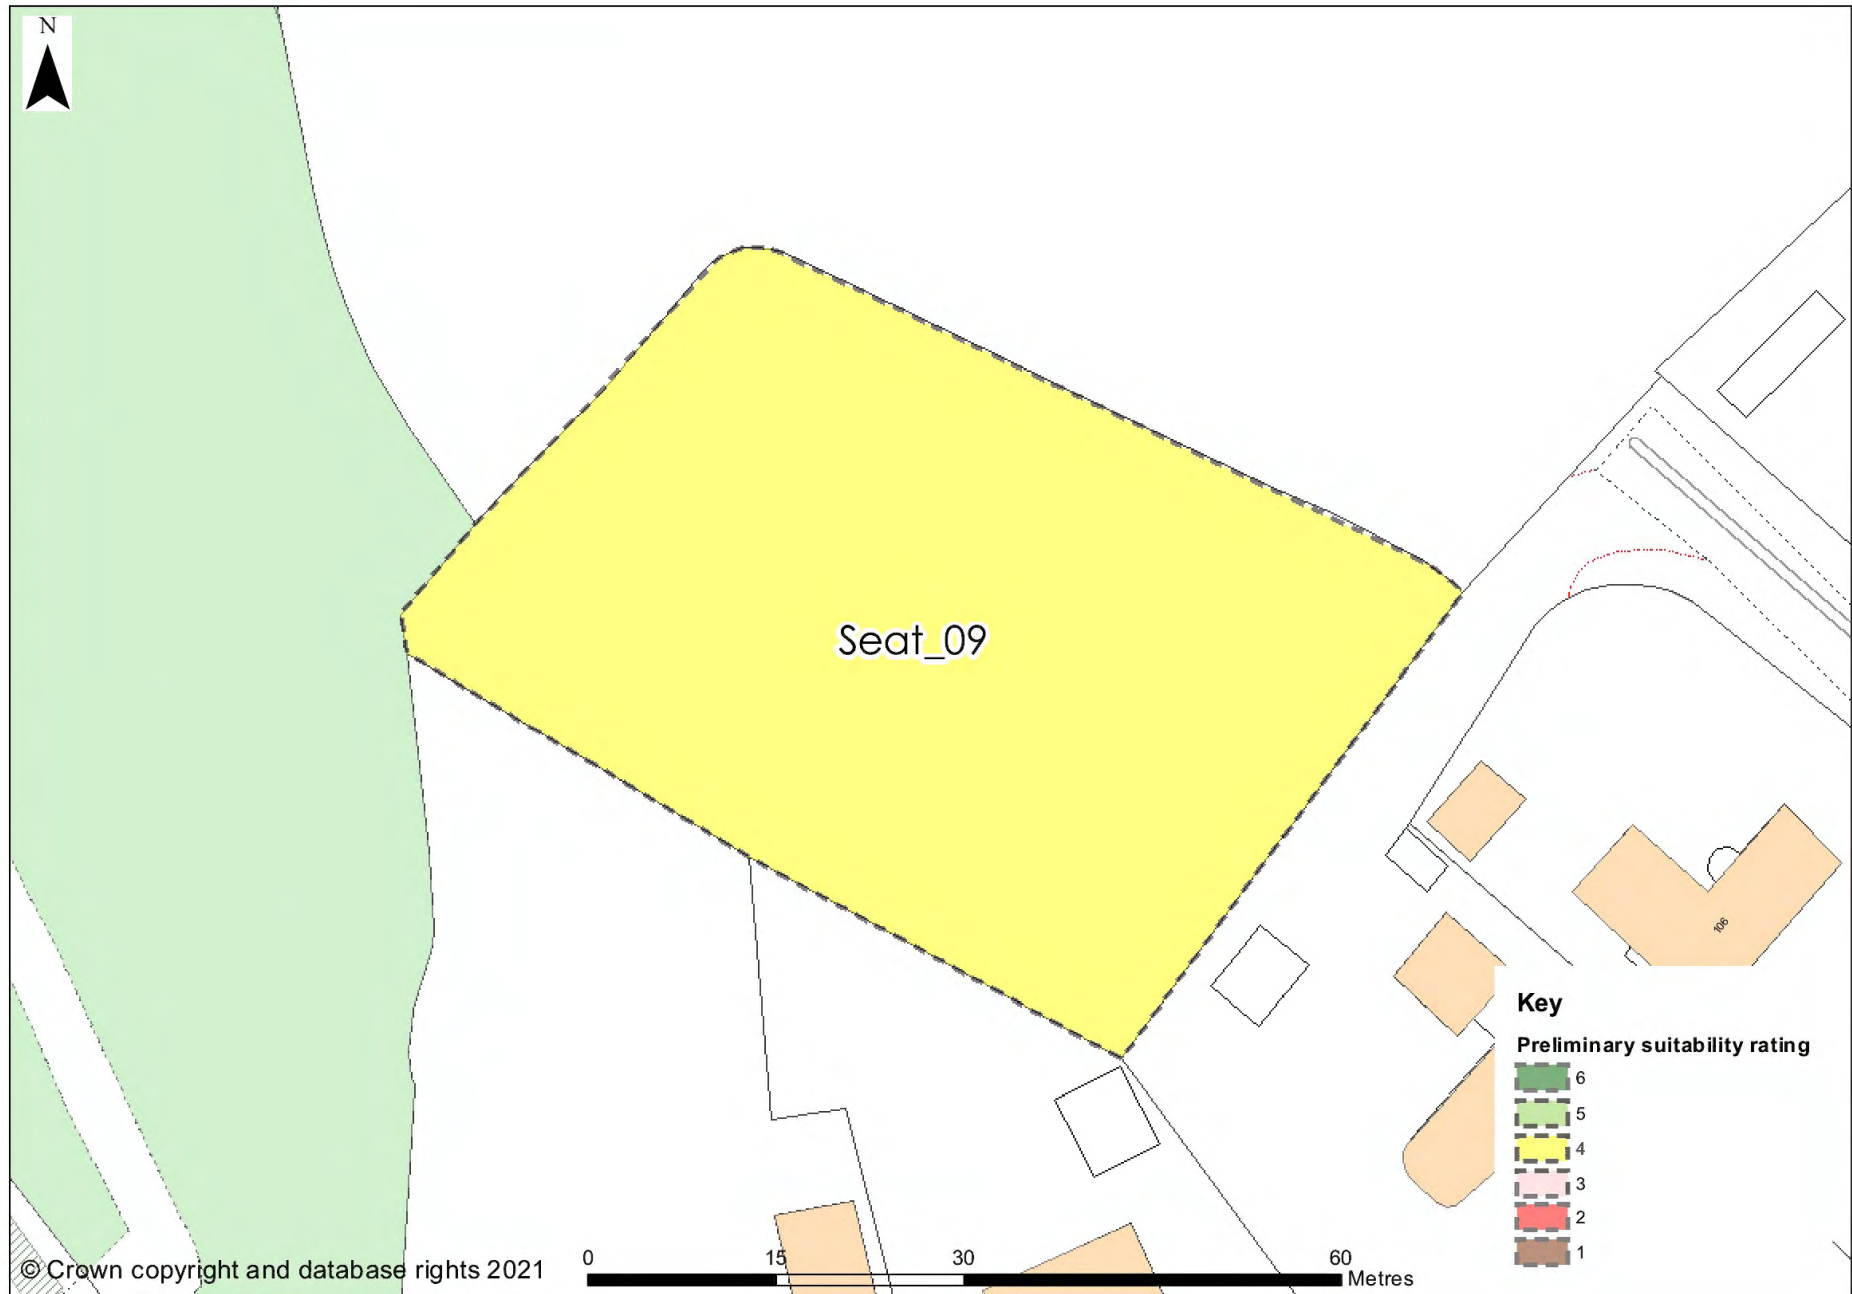 N
Seat_09
106
Key
Preliminary suitability rating
6
5
4
3
2
1
0 15 30 60
Metres
© Crown copyright and database rights 2021